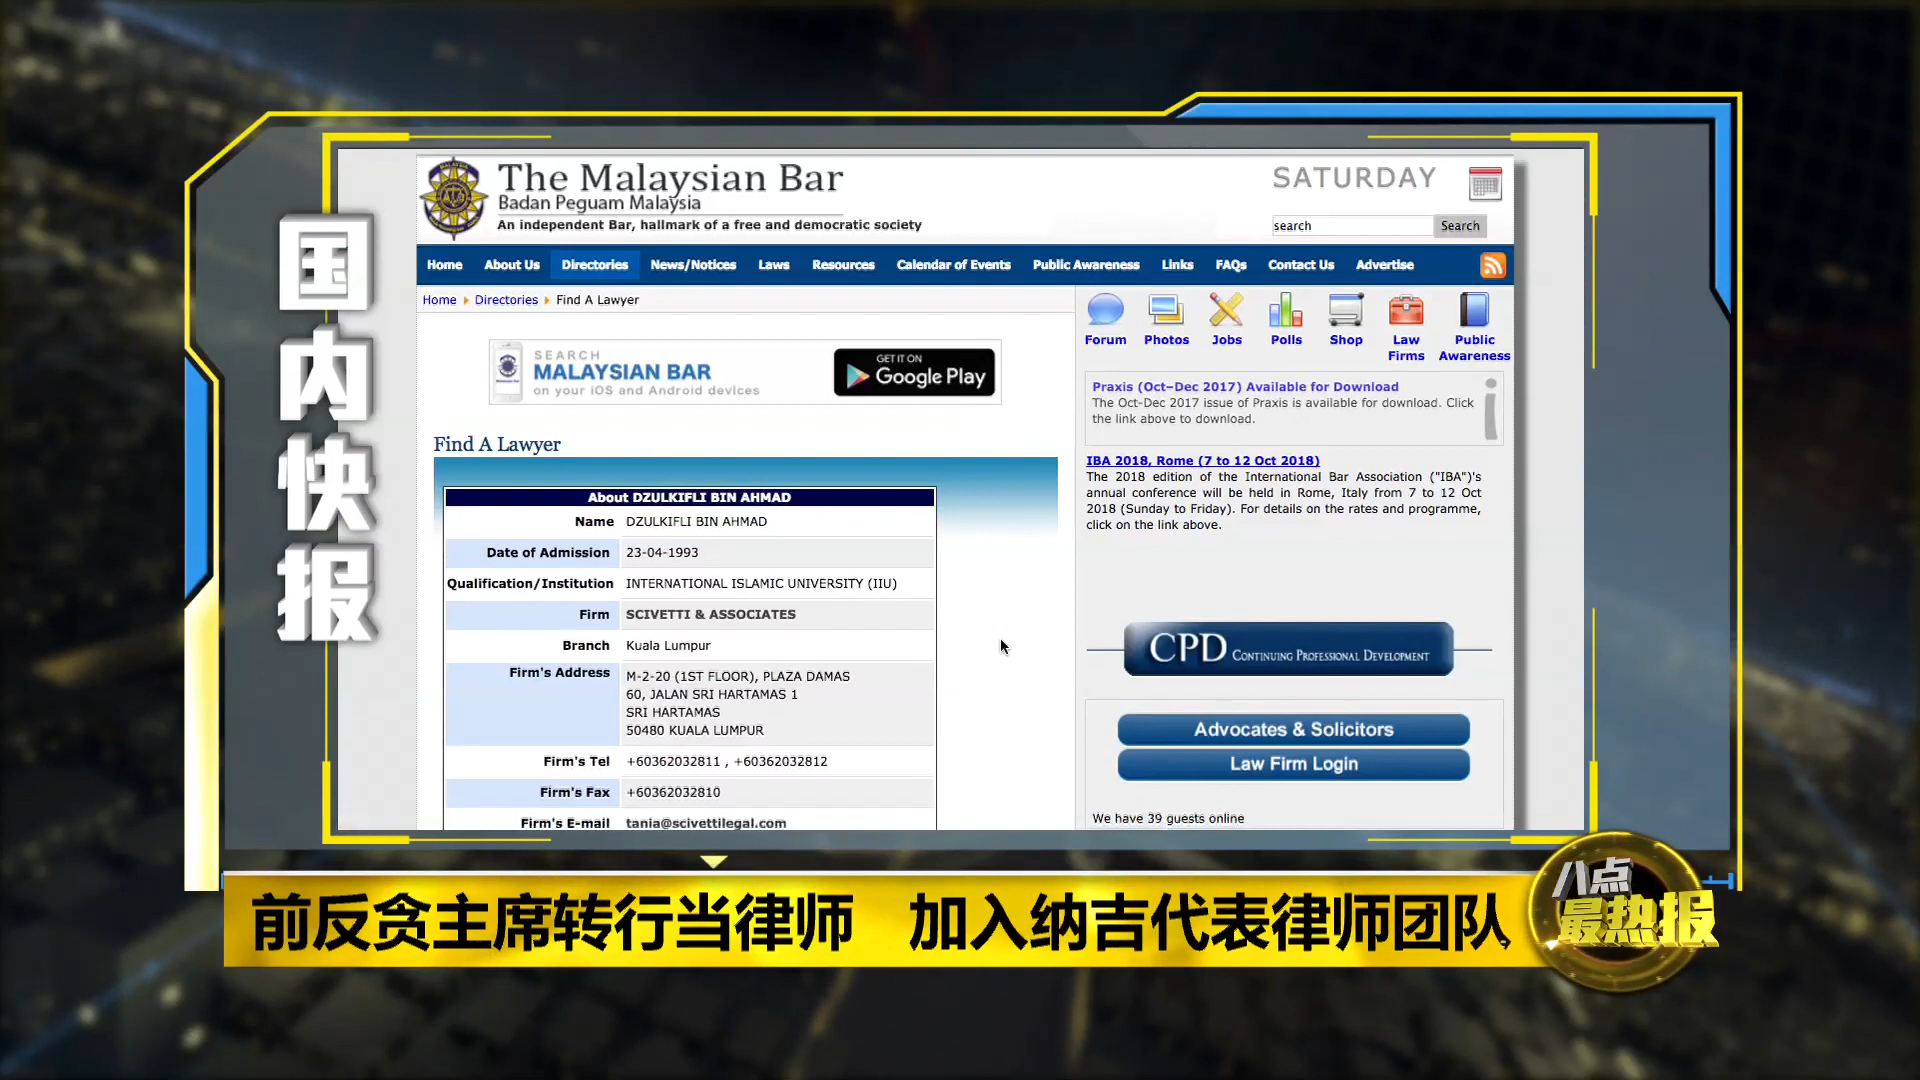 国内快报
The Malaysian Bar
Badan Peguam Malaysia
An independent Bar, hallmark of a free and democratic society
SATURDAY
search Search
Home About Us Directories News/Notices Laws Resources Calendar of Events Public Awareness Links FAQs Contact Us Advertise
Home Directories Find A Lawyer
SEARCH
MALAYSIAN BAR
on your iOS and Android devices
GET IT ON
Google Play
Find A Lawyer
About DZULKIFLI BIN AHMAD
Name DZULKIFLI BIN AHMAD
Date of Admission 23-04-1993
Qualification/Institution INTERNATIONAL ISLAMIC UNIVERSITY (IIU)
Firm SCIVETTI & ASSOCIATES
Branch Kuala Lumpur
Firm's Address M-2-20 (1ST FLOOR), PLAZA DAMAS
60, JALAN SRI HARTAMAS 1
SRI HARTAMAS
50480 KUALA LUMPUR
Firm's Tel +60362032811 , +60362032812
Firm's Fax +60362032810
Firm's E-mail tania@scivettilegal.com
Forum Photos Jobs Polls Shop Law Firms Public Awareness
Praxis (Oct–Dec 2017) Available for Download
The Oct-Dec 2017 issue of Praxis is available for download. Click
the link above to download.
IBA 2018, Rome (7 to 12 Oct 2018)
The 2018 edition of the International Bar Association ("IBA")'s
annual conference will be held in Rome, Italy from 7 to 12 Oct
2018 (Sunday to Friday). For details on the rates and programme,
click on the link above.
CPD CONTINUING PROFESSIONAL DEVELOPMENT
Advocates & Solicitors
Law Firm Login
We have 39 guests online
前反贪主席转行当律师 加入纳吉代表律师团队
八点
最热报